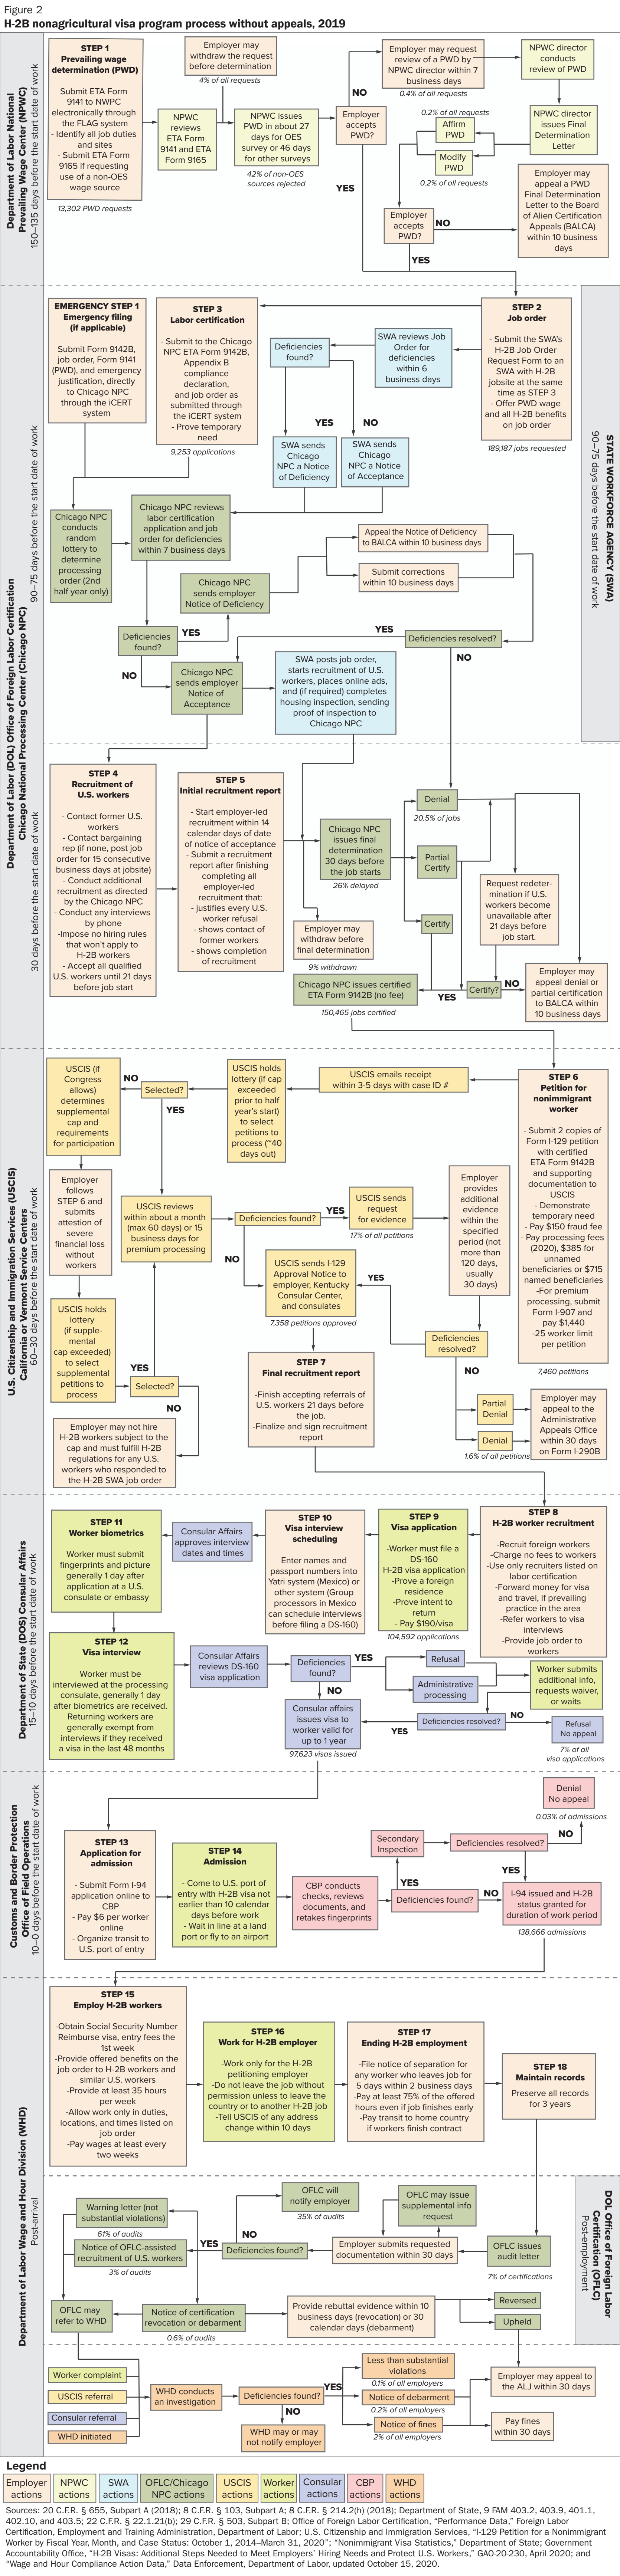 Figure 2
H-2B nonagricultural visa program process without appeals, 2019
Department of Labor National
Prevailing Wage Center (NPWC)
150–135 days before the start date of work
STEP 1
Prevailing wage
determination (PWD)
Submit ETA Form
9141 to NWPC
electronically through
the FLAG system
- Identify all job duties
and sites
- Submit ETA Form
9165 if requesting
use of a non-OES
wage source
13,302 PWD requests
Employer may
withdraw the request
before determination
4% of all requests
NPWC
reviews
ETA Form
9141 and ETA
Form 9165
NPWC issues
PWD in about 27
days for OES
survey or 46 days
for other surveys
42% of non-OES
sources rejected
Employer
accepts
PWD?
NO
YES
Employer may request
review of a PWD by
NPWC director within 7
business days
0.4% of all requests
NPWC director
conducts
review of PWD
NPWC director
issues Final
Determination
Letter
0.2% of all requests
Affirm
PWD
Modify
PWD
0.2% of all requests
Employer
accepts
PWD?
NO
YES
Employer may
appeal a PWD
Final Determination
Letter to the Board
of Alien Certification
Appeals (BALCA)
within 10 business
days
Department of Labor (DOL) Office of Foreign Labor Certification
Chicago National Processing Center (Chicago NPC)
90–75 days before the start date of work
STATE WORKFORCE AGENCY (SWA)
90–75 days before the start date of work
EMERGENCY STEP 1
Emergency filing
(if applicable)
Submit Form 9142B,
job order, Form 9141
(PWD), and emergency
justification, directly
to Chicago NPC
through the iCERT
system
STEP 3
Labor certification
- Submit to the Chicago
NPC ETA Form 9142B,
Appendix B
compliance
declaration,
and job order as
submitted through
the iCERT system
- Prove temporary
need
9,253 applications
Deficiencies
found?
YES
NO
SWA reviews Job
Order for
deficiencies
within 6
business days
STEP 2
Job order
- Submit the SWA's
H-2B Job Order
Request Form to an
SWA with H-2B
jobsite at the same
time as STEP 3
- Offer PWD wage
and all H-2B benefits
on job order
189,187 jobs requested
SWA sends
Chicago
NPC a Notice
of Deficiency
SWA sends
Chicago
NPC a Notice
of Acceptance
Chicago NPC
conducts
random
lottery to
determine
processing
order (2nd
half year only)
Chicago NPC reviews
labor certification
application and job
order for deficiencies
within 7 business days
Appeal the Notice of Deficiency
to BALCA within 10 business days
Submit corrections
within 10 business days
Chicago NPC
sends employer
Notice of Deficiency
Deficiencies
found?
YES
NO
YES
Deficiencies resolved?
NO
Chicago NPC
sends employer
Notice of
Acceptance
SWA posts job order,
starts recruitment of U.S.
workers, places online ads,
and (if required) completes
housing inspection, sending
proof of inspection to
Chicago NPC
30 days before the start date of work
STEP 4
Recruitment of
U.S. workers
- Contact former U.S.
workers
- Contact bargaining
rep (if none, post job
order for 15 consecutive
business days at jobsite)
- Conduct additional
recruitment as directed
by the Chicago NPC
- Conduct any interviews
by phone
-Impose no hiring rules
that won't apply to
H-2B workers
- Accept all qualified
U.S. workers until 21 days
before job start
STEP 5
Initial recruitment report
- Start employer-led
recruitment within 14
calendar days of date
of notice of acceptance
- Submit a recruitment
report after finishing
completing all
employer-led
recruitment that:
- justifies every U.S.
worker refusal
- shows contact of
former workers
- shows completion
of recruitment
Chicago NPC
issues final
determination
30 days before
the job starts
26% delayed
Employer may
withdraw before
final determination
9% withdrawn
Denial
20.5% of jobs
Partial
Certify
Certify
Request redeter-
mination if U.S.
workers become
unavailable after
21 days before
job start.
Chicago NPC issues certified
ETA Form 9142B (no fee)
150,465 jobs certified
YES
Certify?
NO
Employer may
appeal denial or
partial certification
to BALCA within
10 business days
U.S. Citizenship and Immigration Services (USCIS)
California or Vermont Service Centers
60–30 days before the start date of work
USCIS (if
Congress
allows)
determines
supplemental
cap and
requirements
for participation
NO
Selected?
YES
USCIS holds
lottery (if cap
exceeded
prior to half
year's start)
to select
petitions to
process (~40
days out)
USCIS emails receipt
within 3-5 days with case ID #
STEP 6
Petition for
nonimmigrant
worker
- Submit 2 copies of
Form I-129 petition
with certified
ETA Form 9142B
and supporting
documentation to
USCIS
- Demonstrate
temporary need
- Pay $150 fraud fee
- Pay processing fees
(2020), $385 for
unnamed
beneficiaries or $715
named beneficiaries
-For premium
processing, submit
Form I-907 and
pay $1,440
-25 worker limit
per petition
7,460 petitions
Employer
follows
STEP 6 and
submits
attestion of
severe
financial loss
without
workers
USCIS reviews
within about a month
(max 60 days) or 15
business days for
premium processing
Deficiencies found?
YES
NO
USCIS sends
request
for evidence
17% of all petitions
Employer
provides
additional
evidence
within the
specified
period (not
more than
120 days,
usually
30 days)
USCIS sends I-129
Approval Notice to
employer, Kentucky
Consular Center,
and consulates
7,358 petitions approved
YES
USCIS holds
lottery
(if supple-
mental
cap exceeded)
to select
supplemental
petitions to
process
YES
Selected?
NO
Deficiencies
resolved?
NO
STEP 7
Final recruitment report
-Finish accepting referrals of
U.S. workers 21 days before
the job.
-Finalize and sign recruitment
report
Partial
Denial
Denial
1.6% of all petitions
Employer may
appeal to the
Administrative
Appeals Office
within 30 days
on Form I-290B
Employer may not hire
H-2B workers subject to the
cap and must fulfill H-2B
regulations for any U.S.
workers who responded to
the H-2B SWA job order
Department of State (DOS) Consular Affairs
15–10 days before the start date of work
STEP 11
Worker biometrics
Worker must submit
fingerprints and picture
generally 1 day after
application at a U.S.
consulate or embassy
Consular Affairs
approves interview
dates and times
STEP 10
Visa interview
scheduling
Enter names and
passport numbers into
Yatri system (Mexico) or
other system (Group
processors in Mexico
can schedule interviews
before filing a DS-160)
STEP 9
Visa application
-Worker must file a
DS-160
H-2B visa application
-Prove a foreign
residence
-Prove intent to
return
- Pay $190/visa
104,592 applications
STEP 8
H-2B worker recruitment
-Recruit foreign workers
-Charge no fees to workers
-Use only recruiters listed on
labor certification
-Forward money for visa
and travel, if prevailing
practice in the area
-Refer workers to visa
interviews
-Provide job order to
workers
STEP 12
Visa interview
Worker must be
interviewed at the processing
consulate, generally 1 day
after biometrics are received.
Returning workers are
generally exempt from
interviews if they received
a visa in the last 48 months
Consular Affairs
reviews DS-160
visa application
Deficiencies
found?
YES
NO
Refusal
Administrative
processing
Worker submits
additional info,
requests waiver,
or waits
Consular affairs
issues visa to
worker valid for
up to 1 year
97,623 visas issued
YES
Deficiencies resolved?
NO
Refusal
No appeal
7% of all
visa applications
Customs and Border Protection
Office of Field Operations
10–0 days before the start date of work
STEP 13
Application for
admission
- Submit Form I-94
application online to
CBP
- Pay $6 per worker
online
- Organize transit to
U.S. port of entry
STEP 14
Admission
- Come to U.S. port of
entry with H-2B visa not
earlier than 10 calendar
days before work
- Wait in line at a land
port or fly to an airport
CBP conducts
checks, reviews
documents, and
retakes fingerprints
Secondary
Inspection
YES
Deficiencies found?
NO
Deficiencies resolved?
NO
YES
Denial
No appeal
0.03% of admissions
I-94 issued and H-2B
status granted for
duration of work period
138,666 admissions
Department of Labor Wage and Hour Division (WHD)
Post-arrival
STEP 15
Employ H-2B workers
-Obtain Social Security Number
Reimburse visa, entry fees the
1st week
-Provide offered benefits on the
job order to H-2B workers and
similar U.S. workers
-Provide at least 35 hours
per week
-Allow work only in duties,
locations, and times listed on
job order
-Pay wages at least every
two weeks
STEP 16
Work for H-2B employer
-Work only for the H-2B
petitioning employer
-Do not leave the job without
permission unless to leave the
country or to another H-2B job
-Tell USCIS of any address
change within 10 days
STEP 17
Ending H-2B employment
-File notice of separation for
any worker who leaves job for
5 days within 2 business days
-Pay at least 75% of the offered
hours even if job finishes early
-Pay transit to home country
if workers finish contract
STEP 18
Maintain records
Preserve all records
for 3 years
DOL Office of Foreign Labor
Certification (OFLC)
Post-employment
Warning letter (not
substantial violations)
61% of audits
Notice of OFLC-assisted
recruitment of U.S. workers
3% of audits
OFLC will
notify employer
35% of audits
NO
YES
Deficiencies found?
OFLC may issue
supplemental info
request
Employer submits requested
documentation within 30 days
OFLC issues
audit letter
7% of certifications
OFLC may
refer to WHD
Notice of certification
revocation or debarment
0.6% of audits
Provide rebuttal evidence within 10
business days (revocation) or 30
calendar days (debarment)
Reversed
Upheld
Worker complaint
USCIS referral
Consular referral
WHD initiated
WHD conducts
an investigation
Deficiencies found?
YES
NO
WHD may or may
not notify employer
Less than substantial
violations
0.1% of all employers
Notice of debarment
0.2% of all employers
Notice of fines
2% of all employers
Employer may appeal to
the ALJ within 30 days
Pay fines
within 30 days
Legend
Employer
actions
NPWC
actions
SWA
actions
OFLC/Chicago
NPC actions
USCIS
actions
Worker
actions
Consular
actions
CBP
actions
WHD
actions
Sources: 20 C.F.R. § 655, Subpart A (2018); 8 C.F.R. § 103, Subpart A; 8 C.F.R. § 214.2(h) (2018); Department of State, 9 FAM 403.2, 403.9, 401.1,
402.10, and 403.5; 22 C.F.R. § 22.1.21(b); 29 C.F.R. § 503, Subpart B; Office of Foreign Labor Certification, "Performance Data," Foreign Labor
Certification, Employment and Training Administration, Department of Labor; U.S. Citizenship and Immigration Services, "I-129 Petition for a Nonimmigrant
Worker by Fiscal Year, Month, and Case Status: October 1, 2014–March 31, 2020"; "Nonimmigrant Visa Statistics," Department of State; Government
Accountability Office, "H-2B Visas: Additional Steps Needed to Meet Employers' Hiring Needs and Protect U.S. Workers," GAO-20-230, April 2020; and
"Wage and Hour Compliance Action Data," Data Enforcement, Department of Labor, updated October 15, 2020.